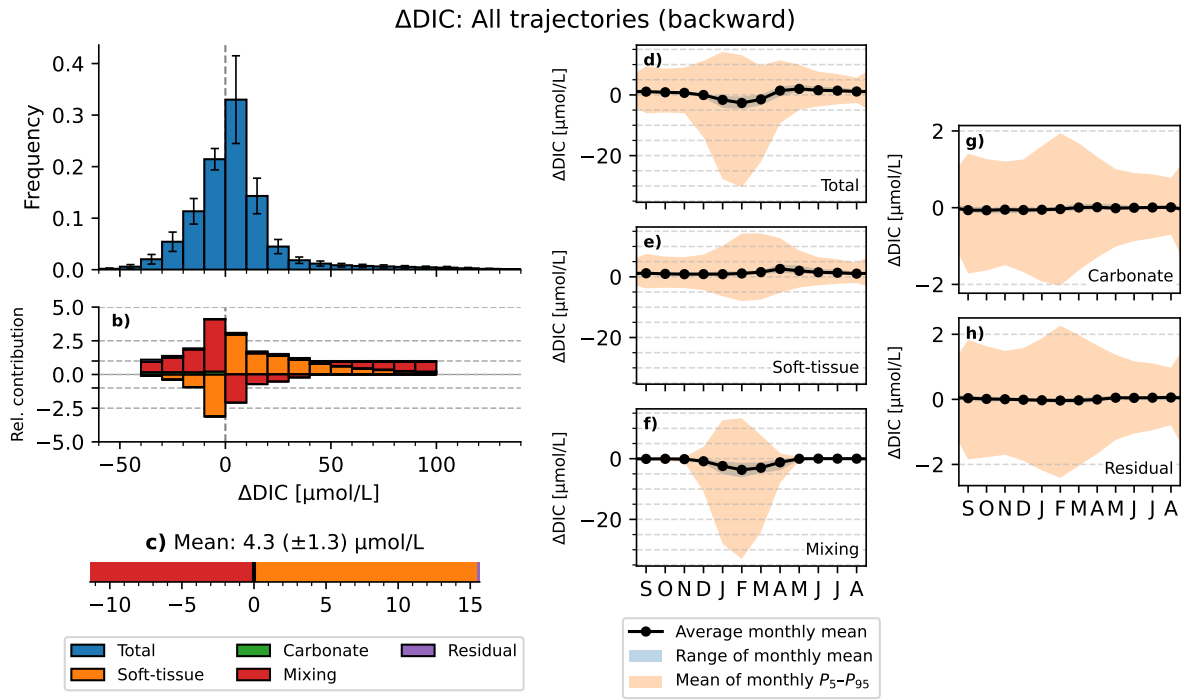 ΔDIC: All trajectories (backward)
Frequency
0.4
0.3
0.2
0.1
0.0
b)
Rel. contribution
5.0
2.5
0.0
−2.5
−5.0
−50
0
50
100
ΔDIC [μmol/L]
c) Mean: 4.3 (±1.3) μmol/L
−10
−5
0
5
10
15
Total
Soft-tissue
Carbonate
Mixing
Residual
d)
ΔDIC [μmol/L]
0
−20
Total
e)
ΔDIC [μmol/L]
0
−20
Soft-tissue
f)
ΔDIC [μmol/L]
0
−20
Mixing
S O N D J F M A M J J A
Average monthly mean
Range of monthly mean
Mean of monthly P5–P95
g)
ΔDIC [μmol/L]
2
0
−2
Carbonate
h)
ΔDIC [μmol/L]
2
0
−2
Residual
S O N D J F M A M J J A